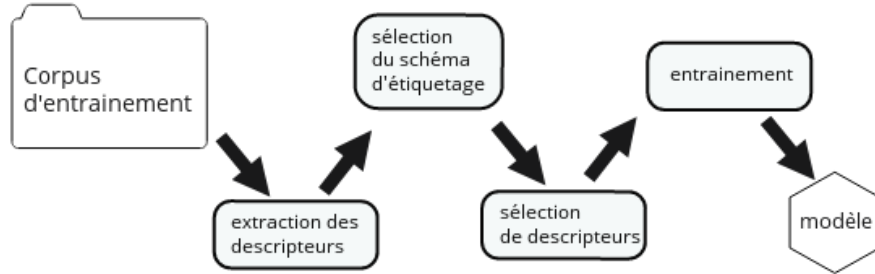 Corpus
d'entrainement
extraction des
descripteurs
sélection
du schéma
d'étiquetage
sélection
de descripteurs
entrainement
modèle